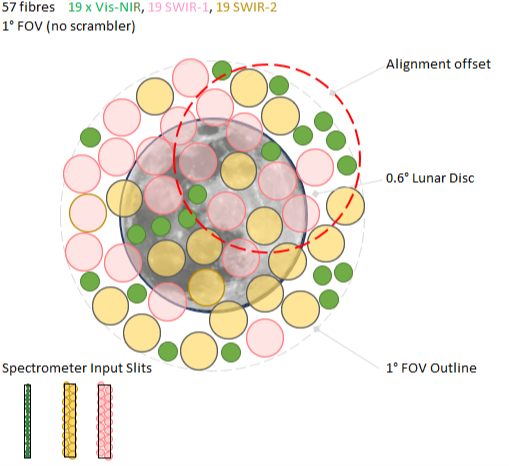 57 fibres 19 x Vis-NIR, 19 SWIR-1, 19 SWIR-2
1° FOV (no scrambler)
Alignment offset
0.6° Lunar Disc
1° FOV Outline
Spectrometer Input Slits